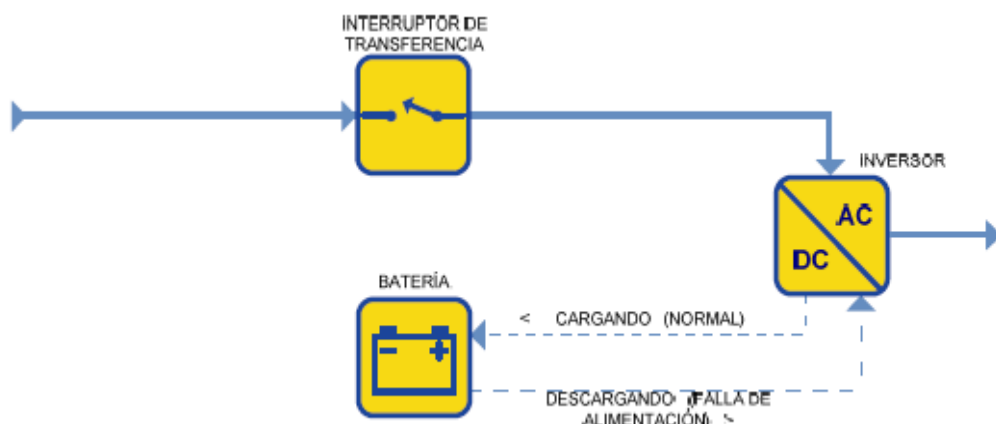 INTERRUPTOR DE
TRANSFERENCIA
INVERSOR
AC
DC
BATERÍA
< CARGANDO (NORMAL)
DESCARGANDO (FALLA DE
ALIMENTACIÓN) >